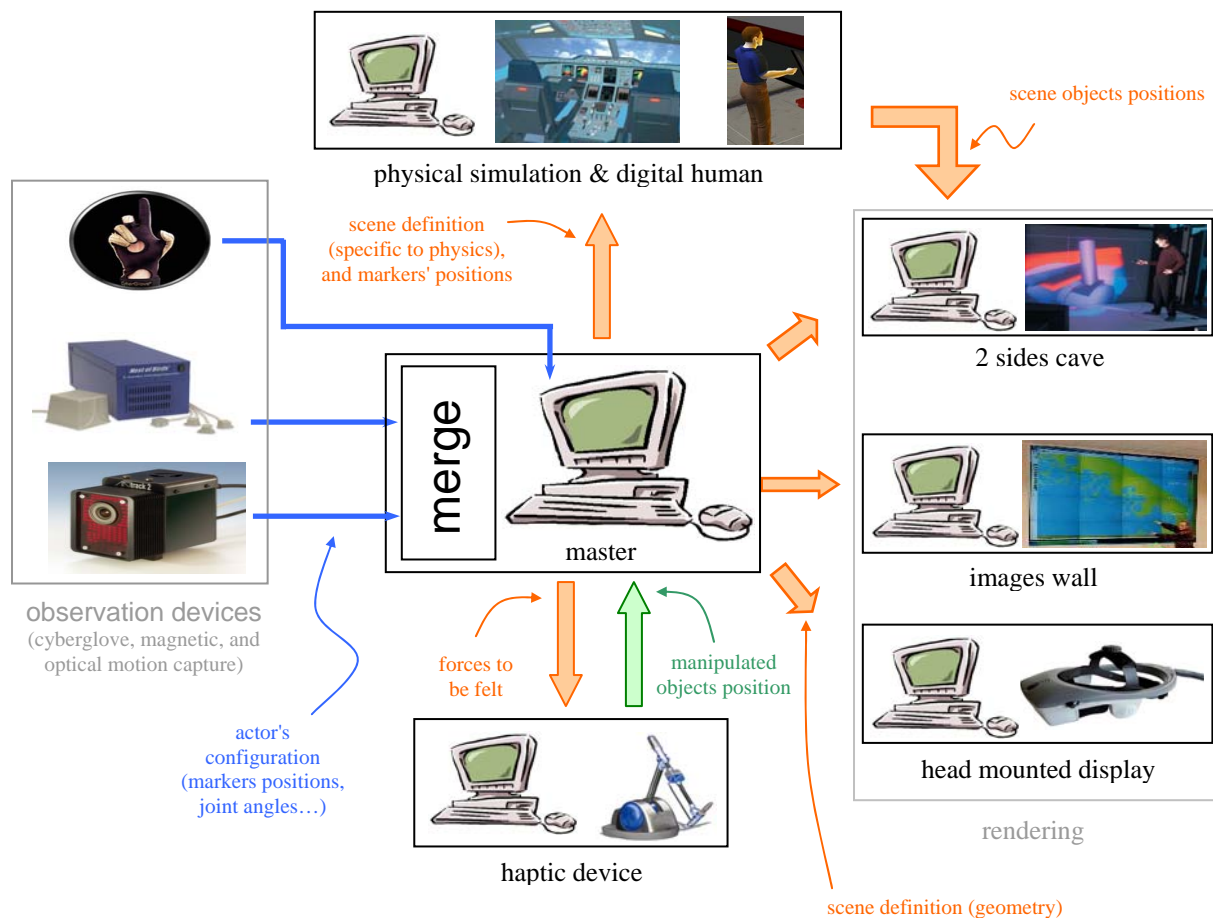 physical simulation & digital human
scene objects positions
scene definition
(specific to physics),
and markers' positions
2 sides cave
merge
master
images wall
observation devices
(cyberglove, magnetic, and
optical motion capture)
forces to
be felt
manipulated
objects position
actor's
configuration
(markers positions,
joint angles…)
head mounted display
rendering
haptic device
scene definition (geometry)